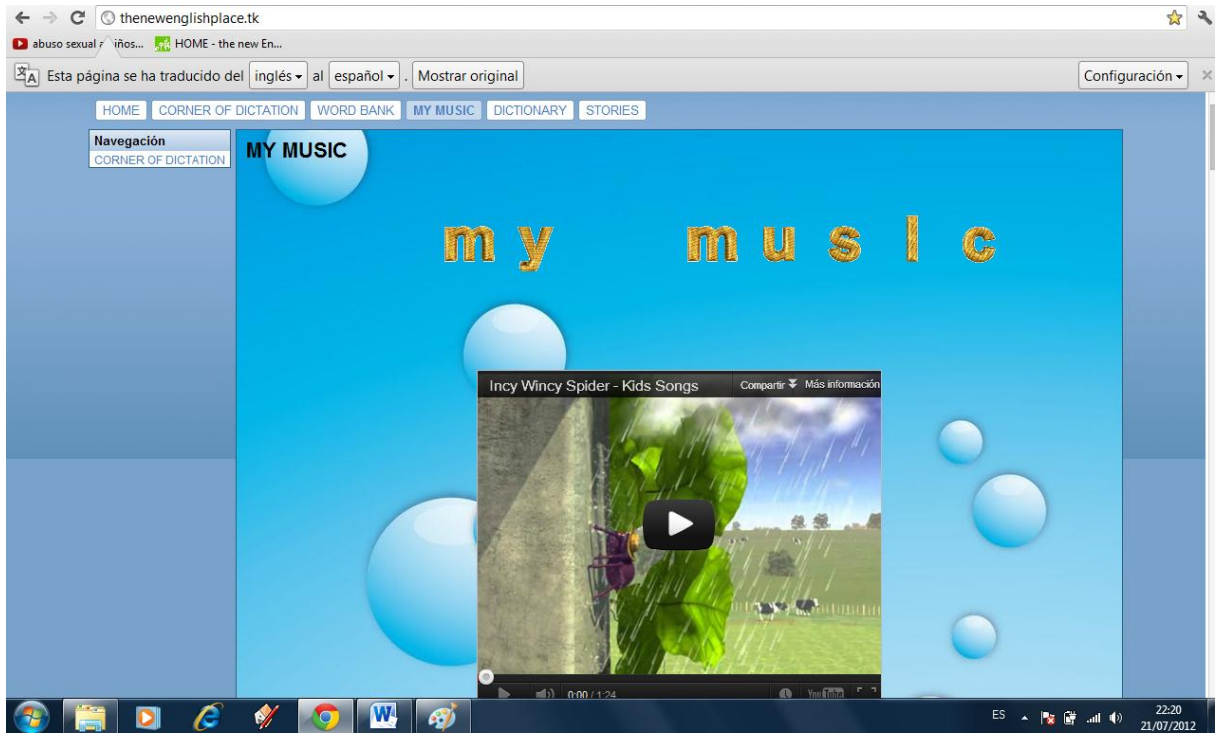 thenewenglishplace.tk
abuso sexual a niños... HOME - the new En...
Esta página se ha traducido del inglés al español . Mostrar original Configuración
HOME CORNER OF DICTATION WORD BANK MY MUSIC DICTIONARY STORIES
Navegación
CORNER OF DICTATION
MY MUSIC
my music
Incy Wincy Spider - Kids Songs Compartir Más información
0:00 / 1:24 YouTube
ES 22:20
21/07/2012